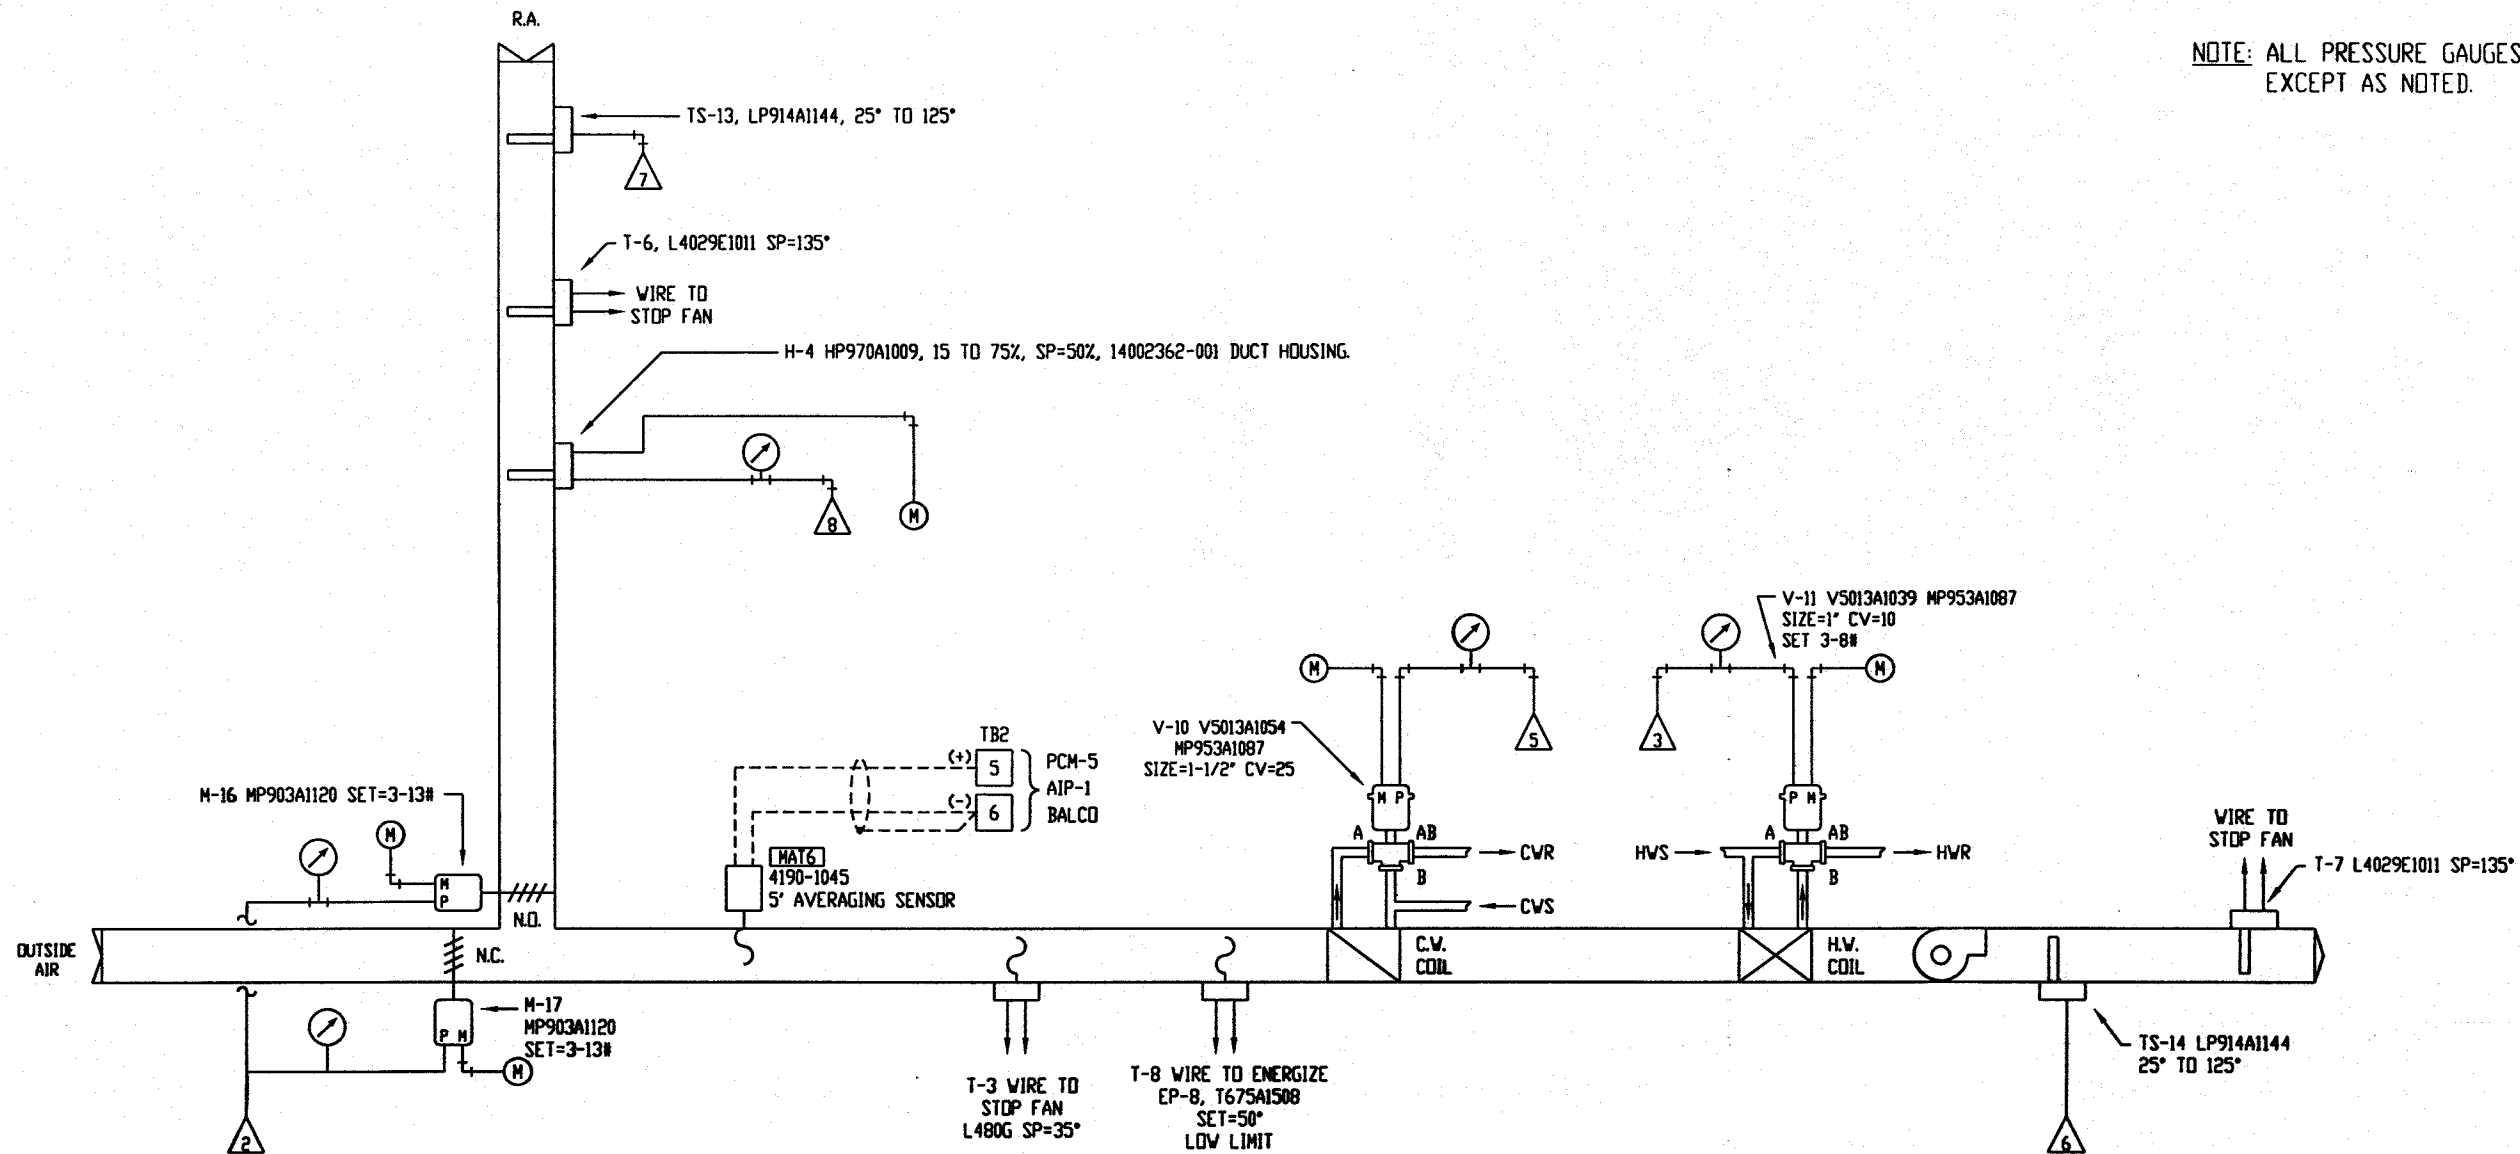 R.A.
NOTE: ALL PRESSURE GAUGES
EXCEPT AS NOTED.
TS-13, LP914A1144, 25° TO 125°
7
T-6, L4029E1011 SP=135°
WIRE TO
STOP FAN
H-4 HP970A1009, 15 TO 75%, SP=50%, 14002362-001 DUCT HOUSING.
8
M
V-11 V5013A1039 MP953A1087
SIZE=1" CV=10
SET 3-8#
M
M
V-10 V5013A1054
MP953A1087
SIZE=1-1/2" CV=25
5
3
TB2
(+)
5
PCM-5
AIP-1
(-)
6
BALCO
M-16 MP903A1120 SET=3-13#
M
M P
P M
A
AB
A
AB
WIRE TO
STOP FAN
CWR
HWS
HWR
MAT6
4190-1045
5' AVERAGING SENSOR
B
B
T-7 L4029E1011 SP=135°
M
P
N.O.
CWS
OUTSIDE
AIR
N.C.
C.W.
COIL
H.W.
COIL
M-17
MP903A1120
SET=3-13#
P M
M
TS-14 LP914A1144
25° TO 125°
T-3 WIRE TO
STOP FAN
L480G SP=35°
T-8 WIRE TO ENERGIZE
EP-8, T675A1508
SET=50°
LOW LIMIT
2
6